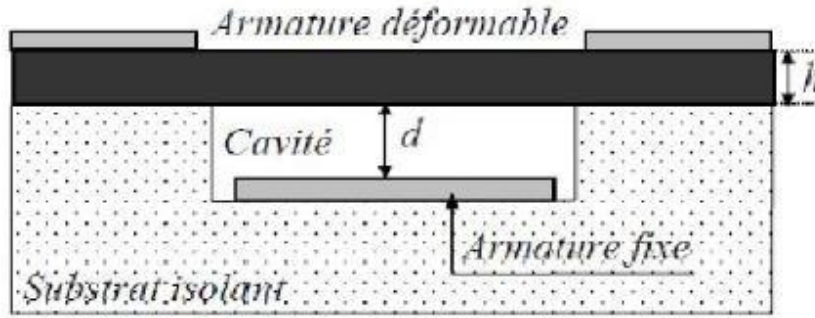 Armature déformable
h
Cavité
d
Armature fixe
Substrat isolant